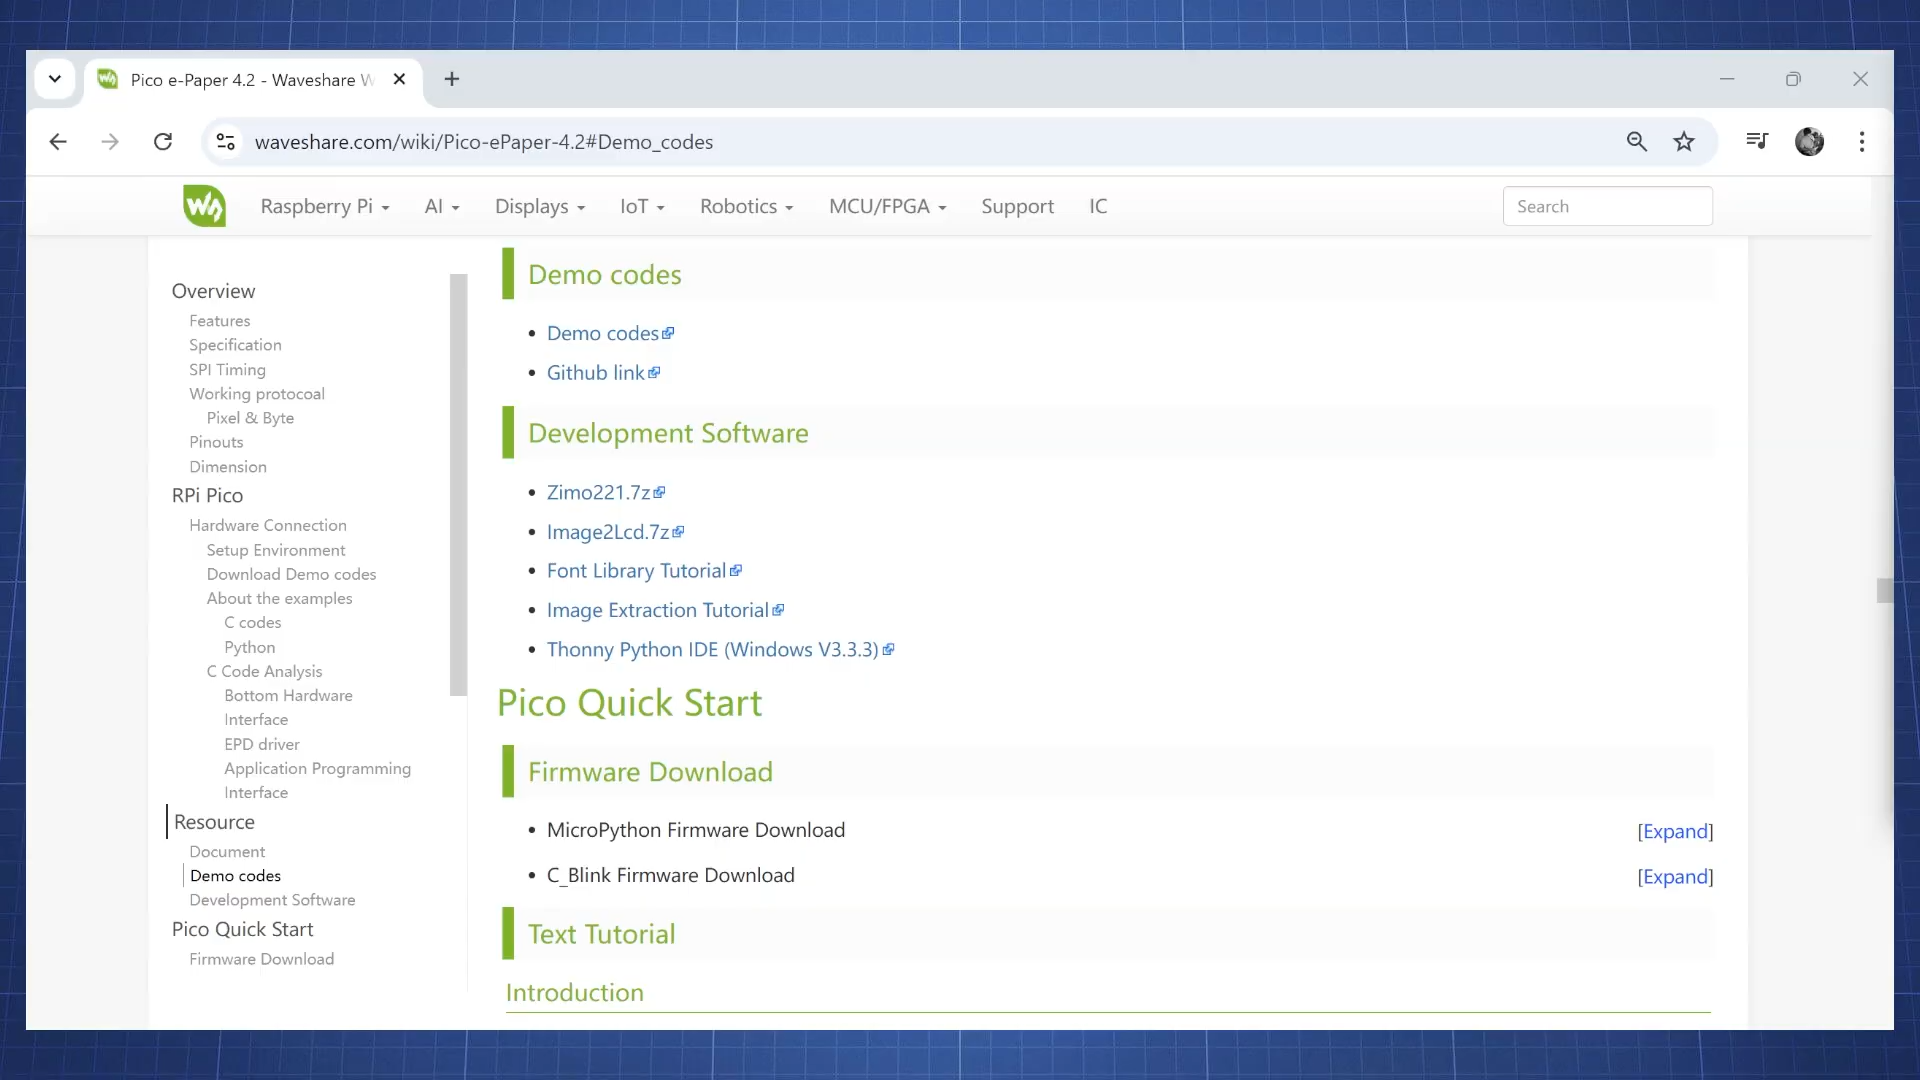 Pico e-Paper 4.2 - Waveshare W
waveshare.com/wiki/Pico-ePaper-4.2#Demo_codes
Raspberry Pi
AI
Displays
IoT
Robotics
MCU/FPGA
Support
IC
Search
Overview
Features
Specification
SPI Timing
Working protocoal
Pixel & Byte
Pinouts
Dimension
RPi Pico
Hardware Connection
Setup Environment
Download Demo codes
About the examples
C codes
Python
C Code Analysis
Bottom Hardware
Interface
EPD driver
Application Programming
Interface
Resource
Document
Demo codes
Development Software
Pico Quick Start
Firmware Download
Demo codes
Demo codes
Github link
Development Software
Zimo221.7z
Image2Lcd.7z
Font Library Tutorial
Image Extraction Tutorial
Thonny Python IDE (Windows V3.3.3)
Pico Quick Start
Firmware Download
MicroPython Firmware Download [Expand]
C_Blink Firmware Download [Expand]
Text Tutorial
Introduction